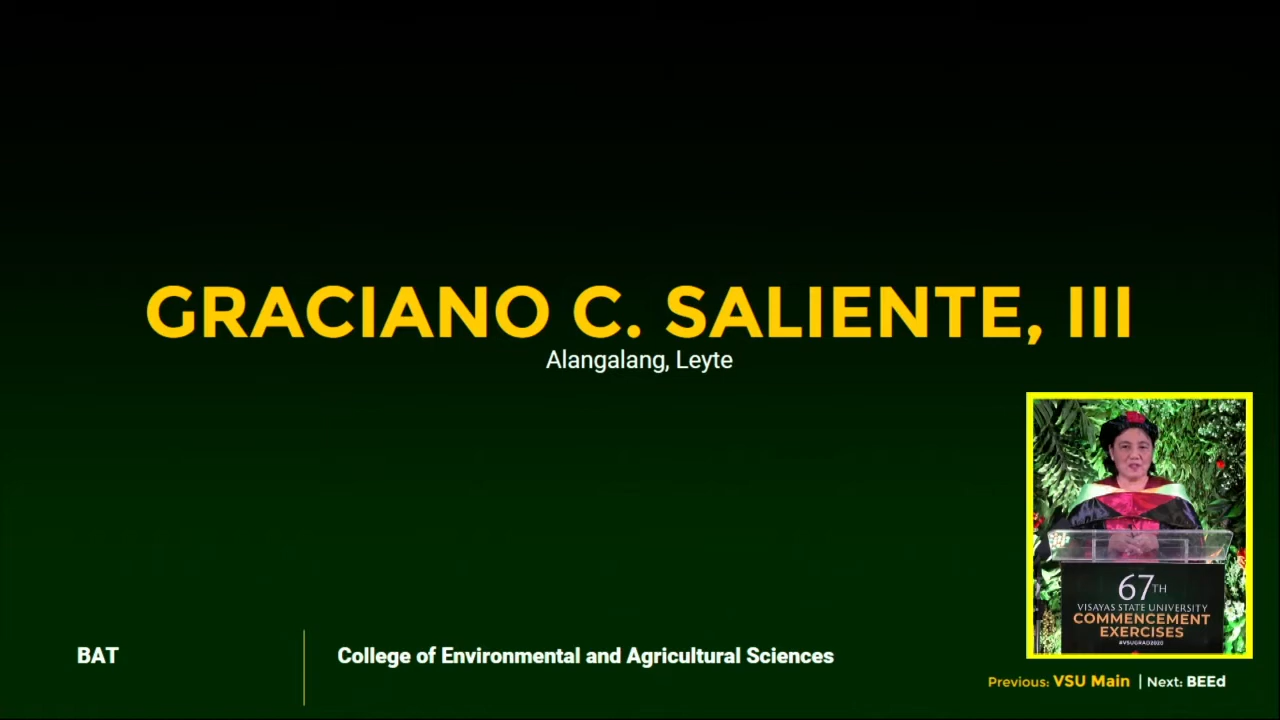 GRACIANO C. SALIENTE, III
Alangalang, Leyte
67TH
VISAYAS STATE UNIVERSITY
COMMENCEMENT
EXERCISES
#VSUGRAD2020
BAT
College of Environmental and Agricultural Sciences
Previous: VSU Main | Next: BEEd